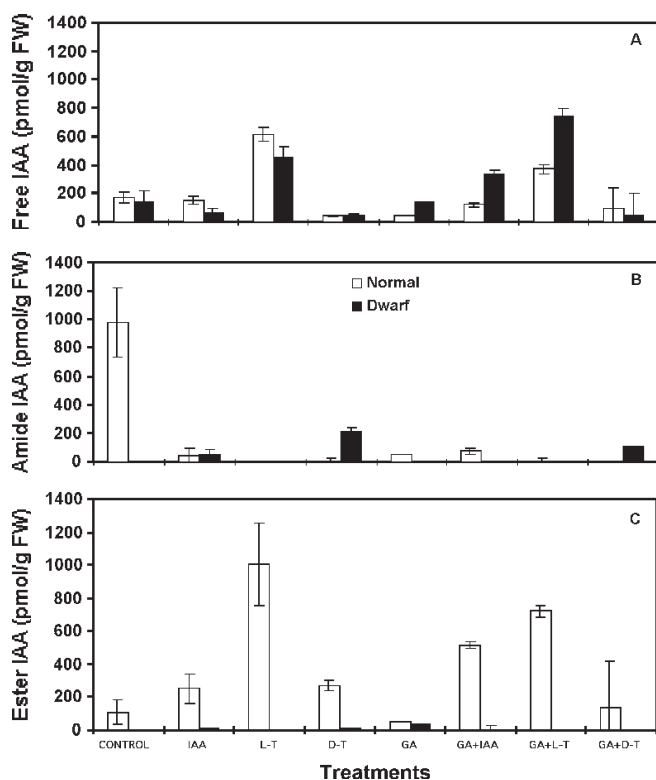 1400
1200
1000
800
600
400
200
0
Free IAA (pmol/g FW)
A
1400
1200
1000
800
600
400
200
0
Amide IAA (pmol/g FW)
B
Normal
Dwarf
1400
1200
1000
800
600
400
200
0
Ester IAA (pmol/g FW)
C
CONTROL IAA L-T D-T GA GA+IAA GA+L-T GA+D-T
Treatments